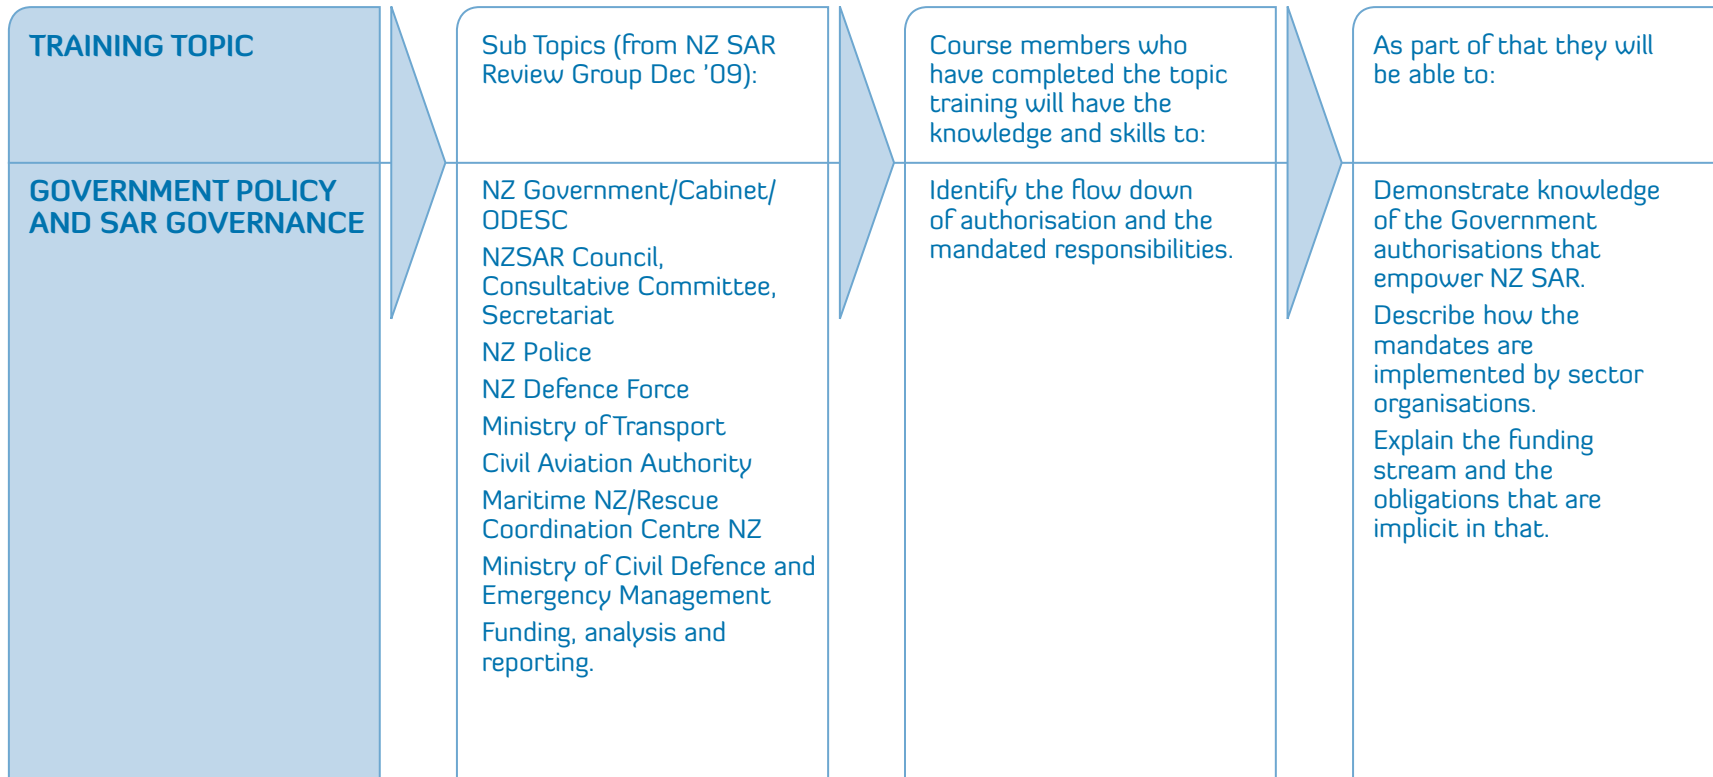 TRAINING TOPIC
Sub Topics (from NZ SAR
Review Group Dec ’09):
Course members who
have completed the topic
training will have the
knowledge and skills to:
As part of that they will
be able to:
GOVERNMENT POLICY
AND SAR GOVERNANCE
NZ Government/Cabinet/
ODESC
NZSAR Council,
Consultative Committee,
Secretariat
NZ Police
NZ Defence Force
Ministry of Transport
Civil Aviation Authority
Maritime NZ/Rescue
Coordination Centre NZ
Ministry of Civil Defence and
Emergency Management
Funding, analysis and
reporting.
Identify the flow down
of authorisation and the
mandated responsibilities.
Demonstrate knowledge
of the Government
authorisations that
empower NZ SAR.
Describe how the
mandates are
implemented by sector
organisations.
Explain the funding
stream and the
obligations that are
implicit in that.